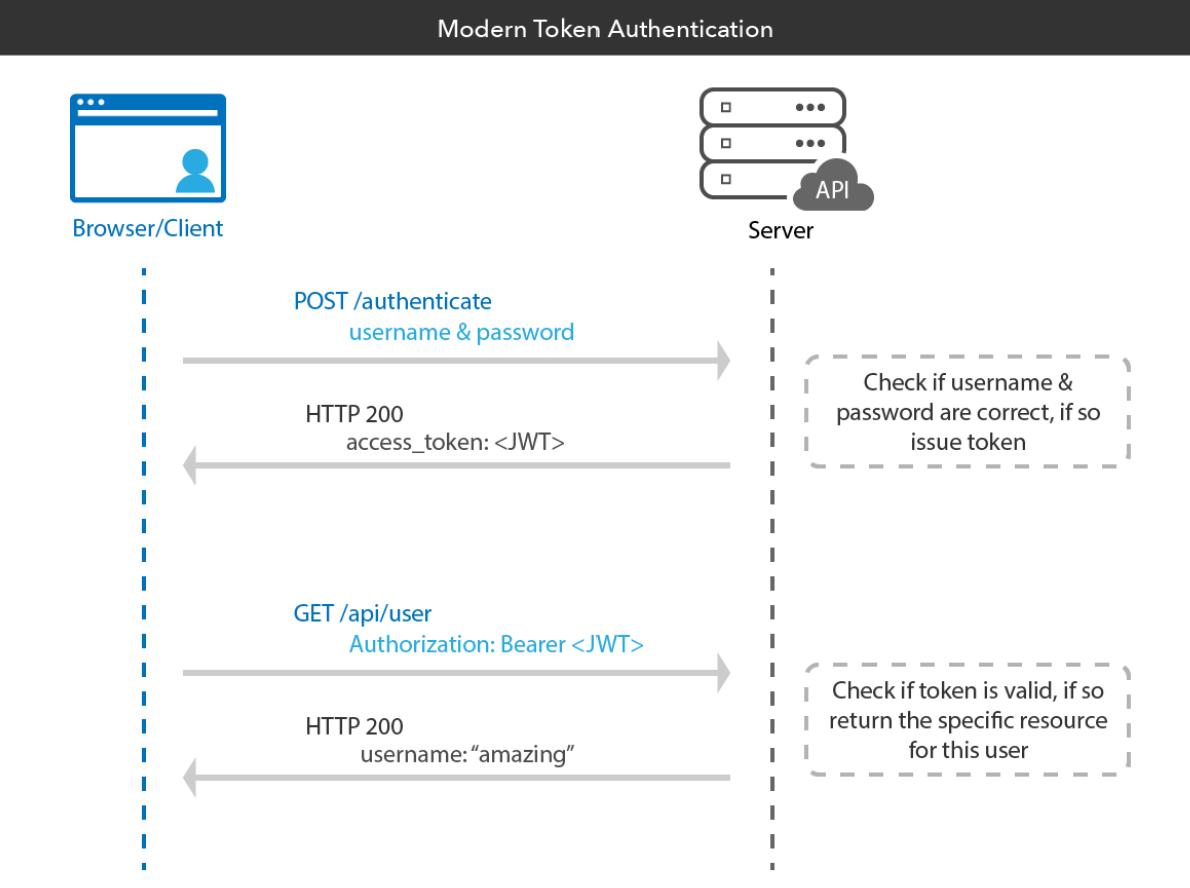 Modern Token Authentication
API
Browser/Client
Server
POST /authenticate
username & password
Check if username &
password are correct, if so
issue token
HTTP 200
access_token: <JWT>
GET /api/user
Authorization: Bearer <JWT>
Check if token is valid, if so
return the specific resource
for this user
HTTP 200
username: “amazing”